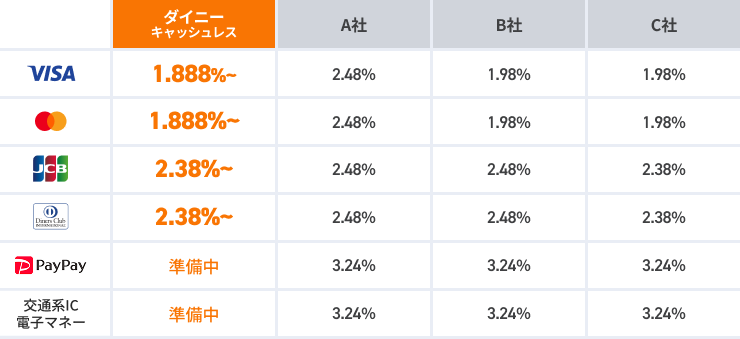 ダイニー
キャッシュレス
A社
B社
C社
VISA
1.888%~
2.48%
1.98%
1.98%
1.888%~
2.48%
1.98%
1.98%
JCB
2.38%~
2.48%
2.48%
2.38%
Diners Club
INTERNATIONAL
2.38%~
2.48%
2.48%
2.38%
PayPay
準備中
3.24%
3.24%
3.24%
交通系IC
電子マネー
準備中
3.24%
3.24%
3.24%